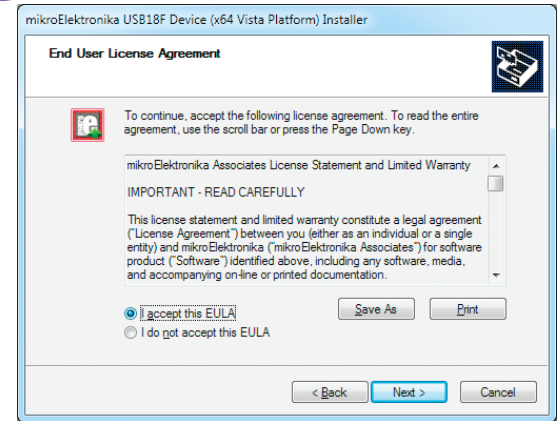 mikroElektronika USB18F Device (x64 Vista Platform) Installer
End User License Agreement
To continue, accept the following license agreement. To read the entire
agreement, use the scroll bar or press the Page Down key.
mikroElektronika Associates License Statement and Limited Warranty
IMPORTANT - READ CAREFULLY
This license statement and limited warranty constitute a legal agreement
("License Agreement") between you (either as an individual or a single
entity) and mikroElektronika ("mikroElektronika Associates") for software
product ("Software") identified above, including any software, media,
and accompanying on-line or printed documentation.
I accept this EULA
Save As
Print
I do not accept this EULA
< Back
Next >
Cancel